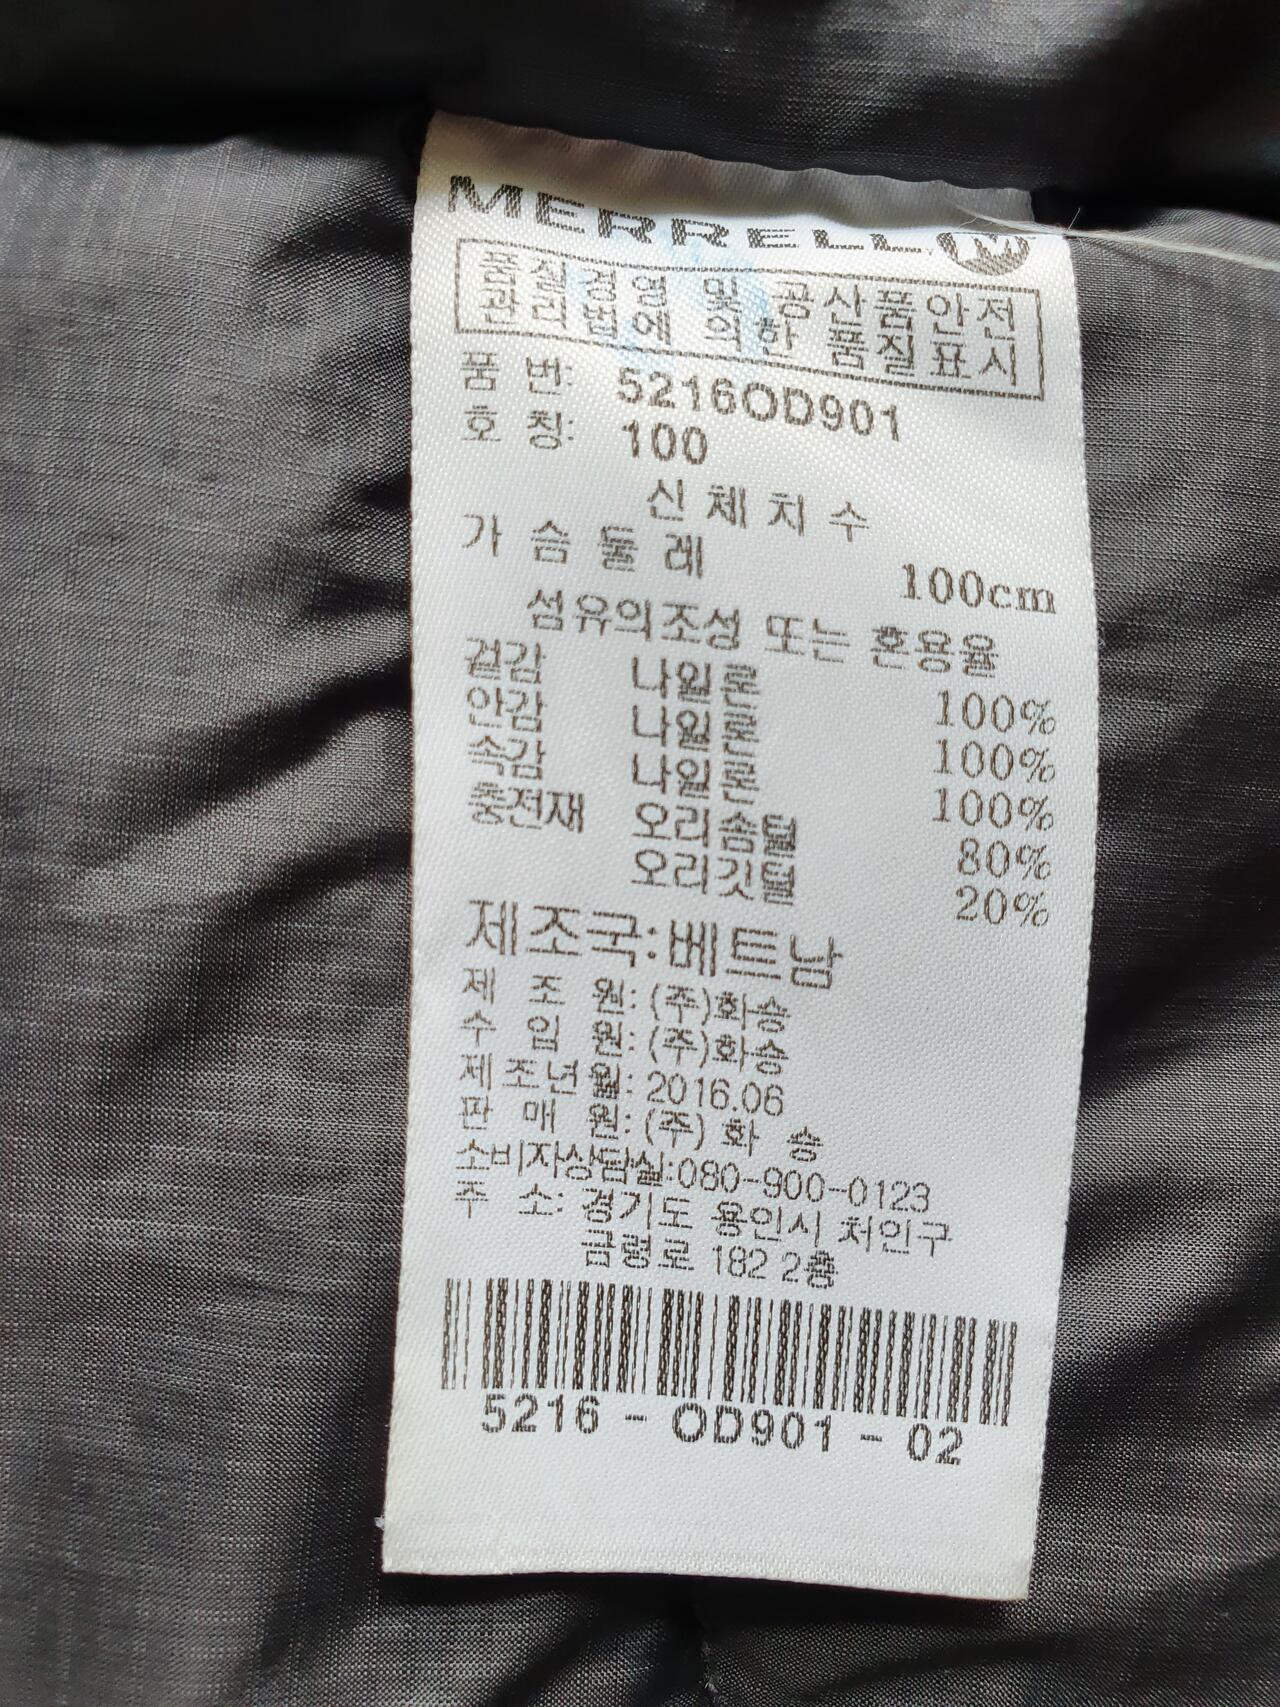 MERRELL
품질경영 및 공산품안전
관리법에 의한 품질표시
품 번: 5216OD901
호 칭: 100
신체치수
가슴둘레 100cm
섬유의조성 또는 혼용율
겉감 나일론 100%
안감 나일론 100%
속감 나일론 100%
충전재 오리솜털 80%
오리깃털 20%
제조국:베트남
제 조 원: (주)화승
수 입 원: (주)화승
제조년월: 2016.06
판 매 원: (주) 화 승
소비자상담실:080-900-0123
주 소: 경기도 용인시 처인구
금령로 182 2층
5216 - OD901 - 02